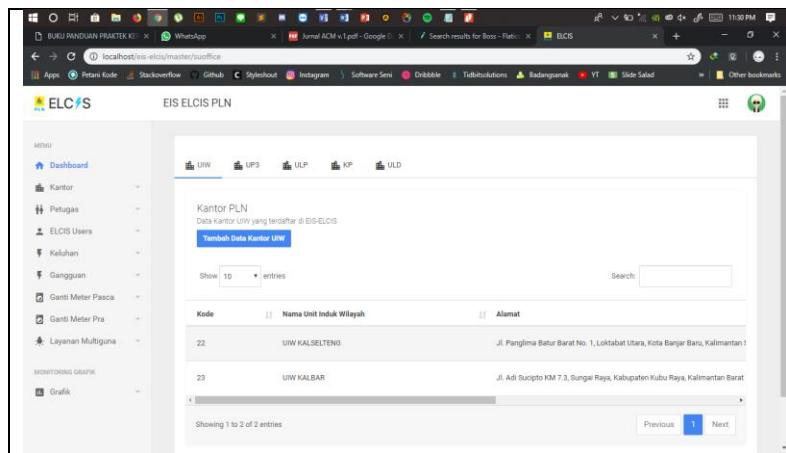 11:30 PM
BUKU PANDUAN PRAKTEK KER
WhatsApp
Jurnal ACM v.1.pdf - Google D
Search results for Boss - Flatic
ELCIS
localhost/eis-elcis/master/suoffice
Apps
Petani Kode
Stackoverflow
Github
Styleshout
Instagram
Software Seni
Dribbble
Tidbitsolutions
Badangsanak
YT
Slide Salad
Other bookmarks
PLN
ELC⚡S
EIS ELCIS PLN
MENU
Dashboard
UIW
UP3
ULP
KP
ULD
Kantor
Petugas
Kantor PLN
Data Kantor UIW yang terdaftar di EIS-ELCIS
ELCIS Users
Tambah Data Kantor UIW
Keluhan
Gangguan
Show 10 entries
Search:
Ganti Meter Pasca
Ganti Meter Pra
Kode
Nama Unit Induk Wilayah
Alamat
Layanan Multiguna
22
UIW KALSELTENG
Jl. Panglima Batur Barat No. 1, Loktabat Utara, Kota Banjar Baru, Kalimantan S
MONITORING GRAFIK
23
UIW KALBAR
Jl. Adi Sucipto KM 7.3, Sungai Raya, Kabupaten Kubu Raya, Kalimantan Barat
Grafik
Showing 1 to 2 of 2 entries
Previous
1
Next